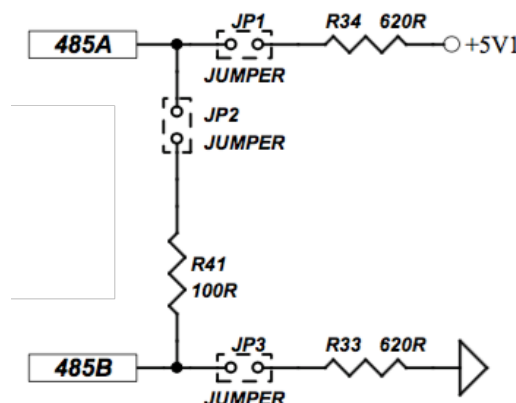 JP1
R34 620R
485A
+5V1
JUMPER
JP2
JUMPER
R41
100R
JP3
R33 620R
485B
JUMPER